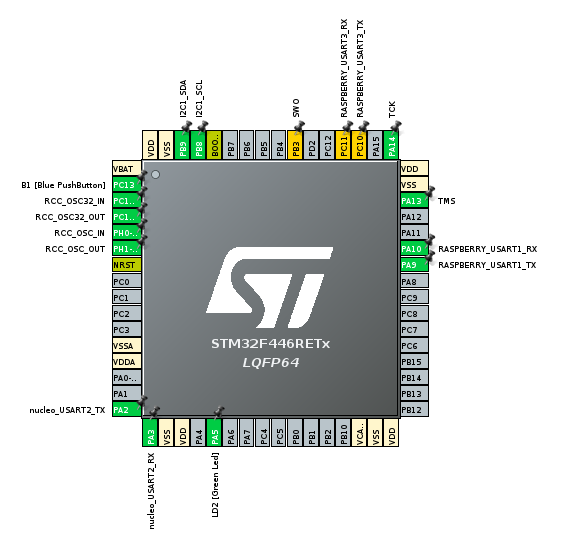 I2C1_SDA
I2C1_SCL
SWO
RASPBERRY_USART3_RX
RASPBERRY_USART3_TX
TCK
VDD
VSS
PB9
PB8
BOO..
PB7
PB6
PB5
PB4
PB3
PD2
PC12
PC11
PC10
PA15
PA14
B1 [Blue PushButton]
RCC_OSC32_IN
RCC_OSC32_OUT
RCC_OSC_IN
RCC_OSC_OUT
nucleo_USART2_TX
VBAT
PC13
PC1..
PC1..
PH0-..
PH1-..
NRST
PC0
PC1
PC2
PC3
VSSA
VDDA
PA0-..
PA1
PA2
STM32F446RETx
LQFP64
VDD
VSS
PA13
PA12
PA11
PA10
PA9
PA8
PC9
PC8
PC7
PC6
PB15
PB14
PB13
PB12
TMS
RASPBERRY_USART1_RX
RASPBERRY_USART1_TX
PA3
VSS
VDD
PA4
PA5
PA6
PA7
PC4
PC5
PB0
PB1
PB2
PB10
VCA..
VSS
VDD
nucleo_USART2_RX
LD2 [Green Led]